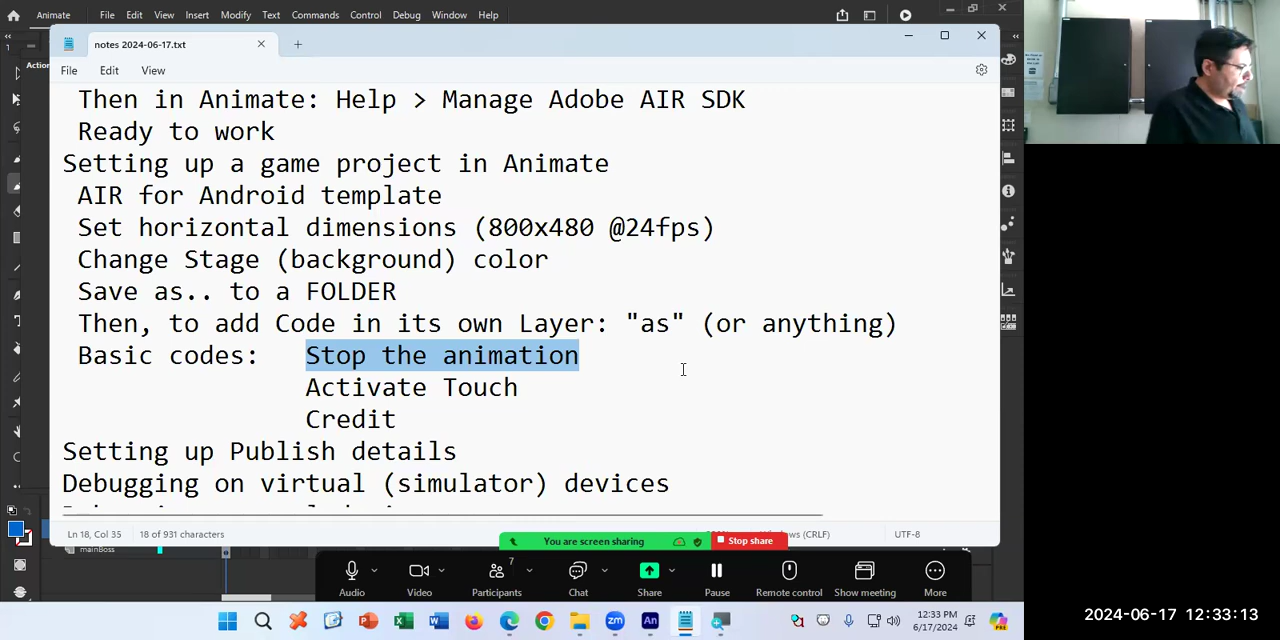 Animate File Edit View Insert Modify Text Commands Control Debug Window Help
notes 2024-06-17.txt
Action
File Edit View
Then in Animate: Help > Manage Adobe AIR SDK
Ready to work
Setting up a game project in Animate
AIR for Android template
Set horizontal dimensions (800x480 @24fps)
Change Stage (background) color
Save as.. to a FOLDER
Then, to add Code in its own Layer: "as" (or anything)
Basic codes: Stop the animation
Activate Touch
Credit
Setting up Publish details
Debugging on virtual (simulator) devices
Ln 18, Col 35 18 of 931 characters (CRLF) UTF-8
You are screen sharing Stop share
mainBoss
7
Audio Video Participants Chat Share Pause Remote control Show meeting More
12:33 PM
6/17/2024
2024-06-17 12:33:13